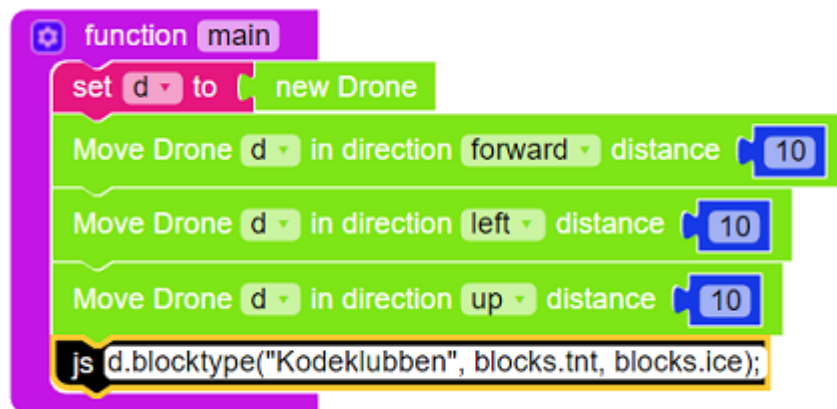 function main
set d to new Drone
Move Drone d in direction forward distance 10
Move Drone d in direction left distance 10
Move Drone d in direction up distance 10
js d.blocktype("Kodeklubben", blocks.tnt, blocks.ice);